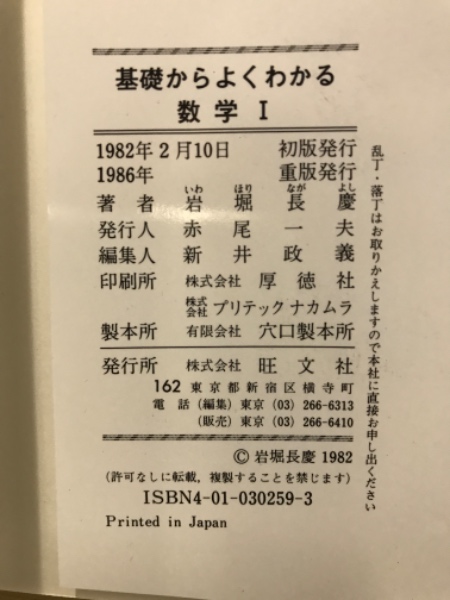 基礎からよくわかる
数学 I
1982年2月10日 初版発行
1986年 重版発行
いわ ほり なが よし
著者 岩堀長慶
発行人 赤尾一夫
編集人 新井政義
印刷所 株式会社 厚徳社
株式会社 プリテックナカムラ
製本所 有限会社 穴口製本所
発行所 株式会社 旺文社
162 東京都新宿区横寺町
電話(編集)東京(03)266-6313
(販売)東京(03)266-6410
©岩堀長慶 1982
(許可なしに転載,複製することを禁じます)
ISBN4-01-030259-3
Printed in Japan
乱丁・落丁はお取りかえしますので本社に直接お申し出ください